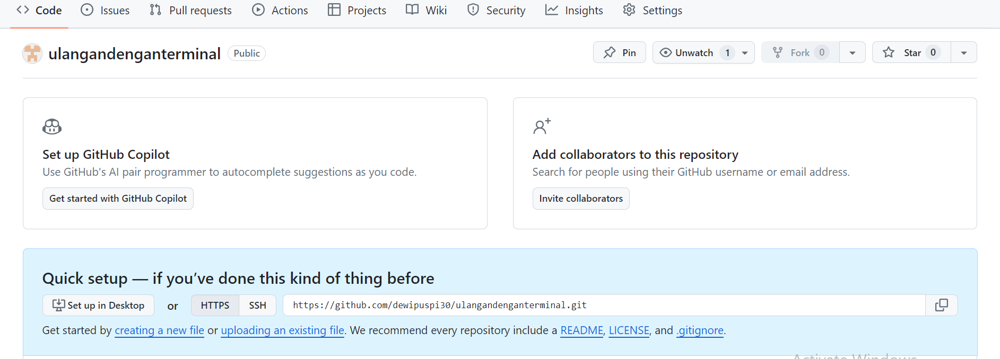 Code Issues Pull requests Actions Projects Wiki Security Insights Settings
ulangandenganterminal Public Pin Unwatch 1 Fork 0 Star 0
Set up GitHub Copilot
Use GitHub's AI pair programmer to autocomplete suggestions as you code.
Get started with GitHub Copilot
Add collaborators to this repository
Search for people using their GitHub username or email address.
Invite collaborators
Quick setup — if you’ve done this kind of thing before
Set up in Desktop or HTTPS SSH https://github.com/dewipuspi30/ulangandenganterminal.git
Get started by creating a new file or uploading an existing file. We recommend every repository include a README, LICENSE, and .gitignore.
Activate Windows